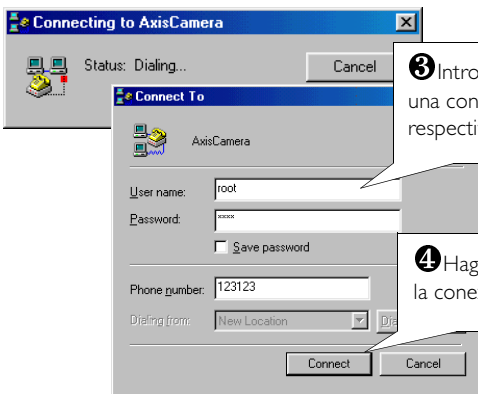 Connecting to AxisCamera
Status: Dialing...
Cancel
❸Intro
una con
Connect To
AxisCamera
User name: root
Password: xxxx
Save password
❹Hag
la cone
Phone number: 123123
Dialing from: New Location
Connect Cancel